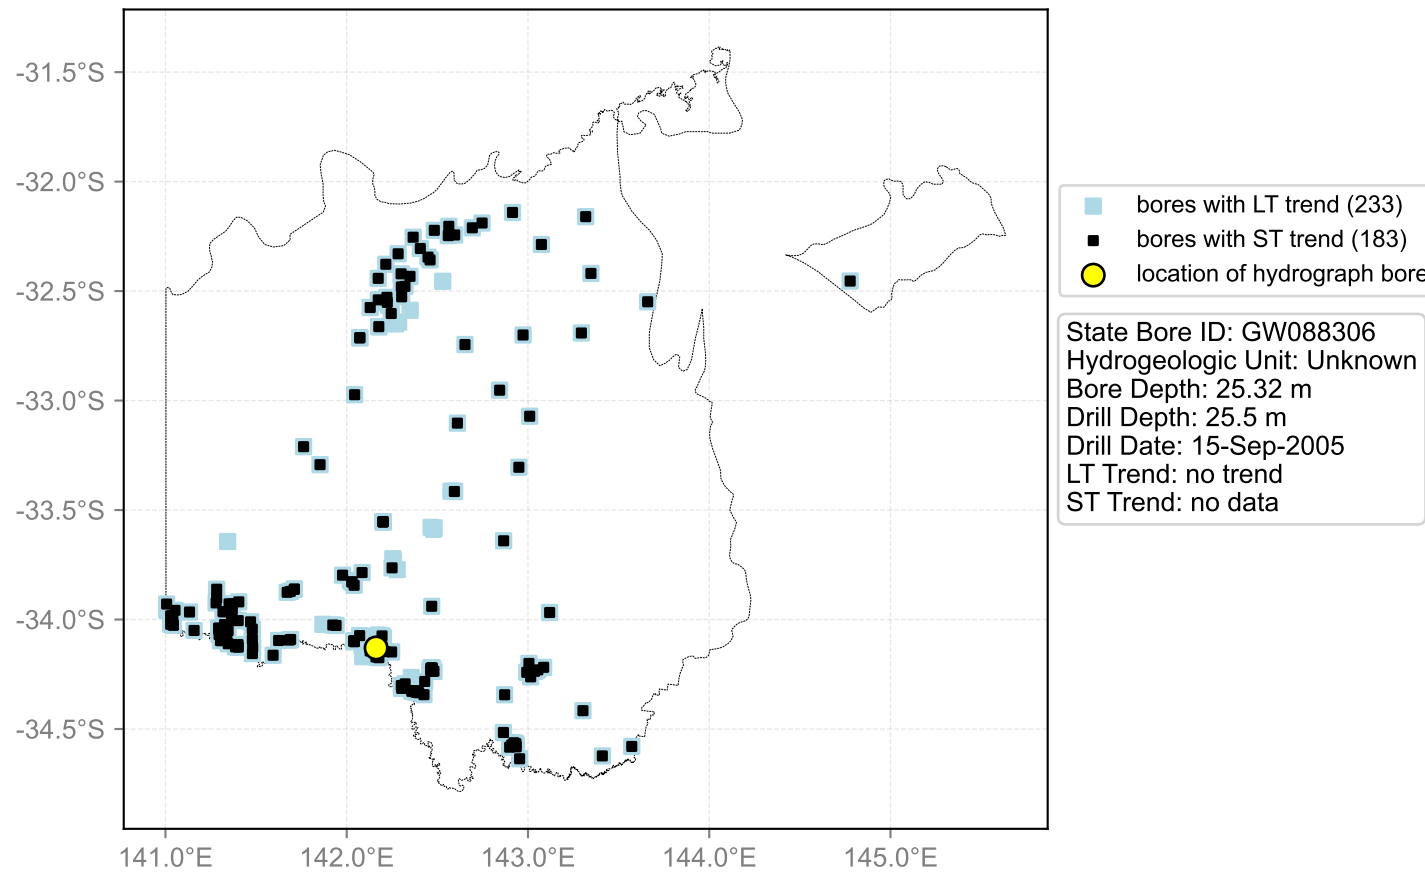 -31.5°S
-32.0°S
-32.5°S
-33.0°S
-33.5°S
-34.0°S
-34.5°S
141.0°E 142.0°E 143.0°E 144.0°E 145.0°E
bores with LT trend (233)
bores with ST trend (183)
location of hydrograph bore
State Bore ID: GW088306
Hydrogeologic Unit: Unknown
Bore Depth: 25.32 m
Drill Depth: 25.5 m
Drill Date: 15-Sep-2005
LT Trend: no trend
ST Trend: no data